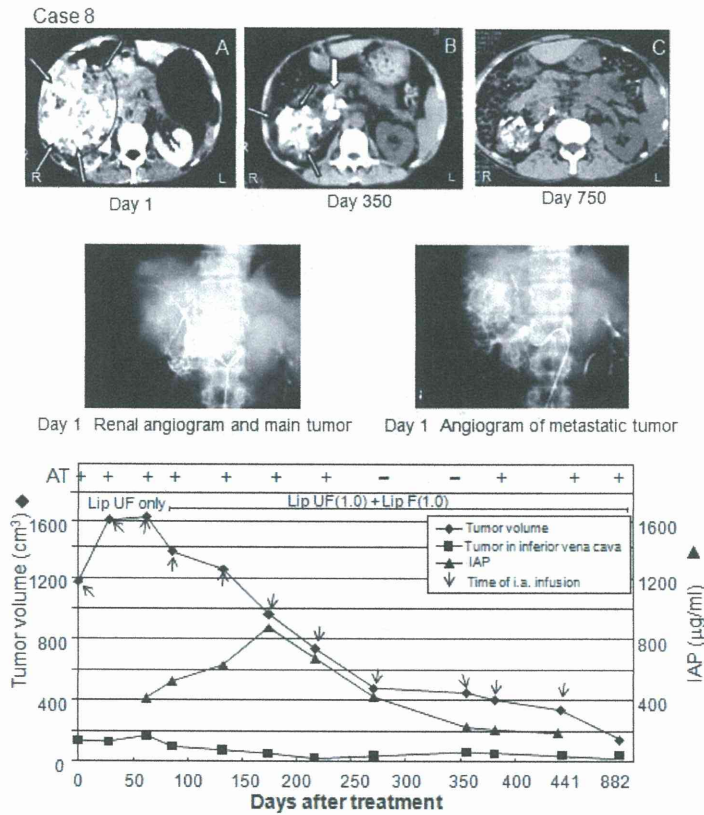 Case 8
A
B
C
R
R L
R L
R L
Day 1
Day 350
Day 750
Day 1 Renal angiogram and main tumor
Day 1 Angiogram of metastatic tumor
AT + + + + + + + − − + + +
Lip UF only
Lip UF(1.0) + Lip F(1.0)
Tumor volume
Tumor in inferior vena cava
IAP
Time of i.a. infusion
Tumor volume (cm³)
1600
1200
800
400
0
IAP (μg/ml)
1600
1200
800
400
0
0 50 100 150 200 250 300 350 400 441 882
Days after treatment